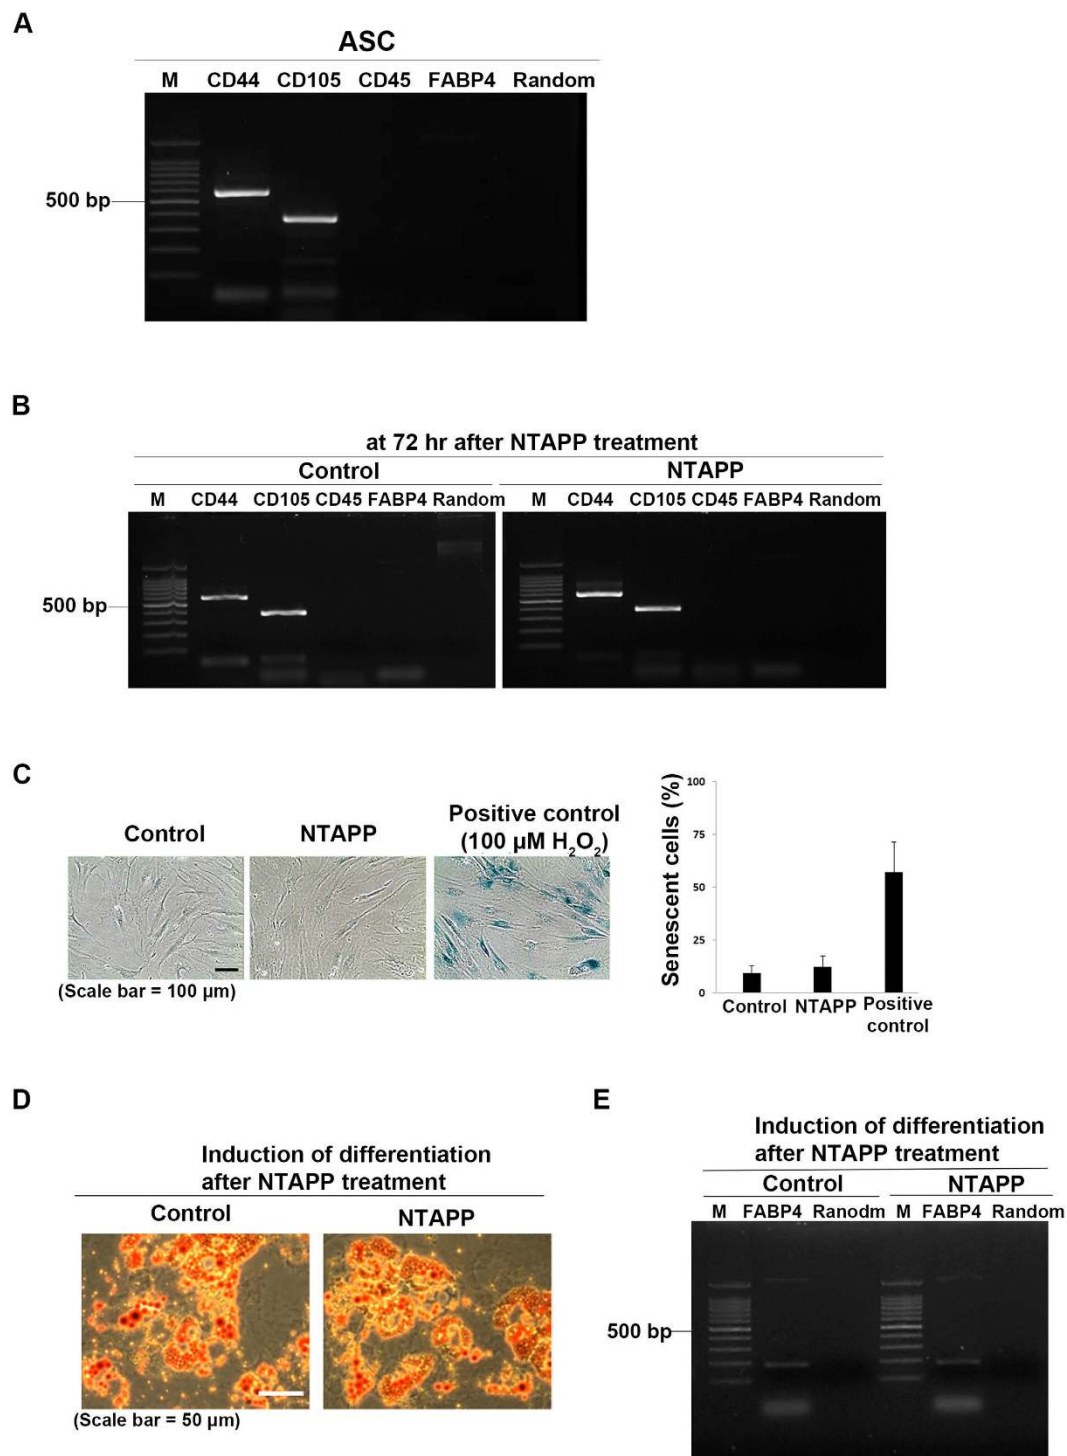 A
ASC
M CD44 CD105 CD45 FABP4 Random
500 bp
B
at 72 hr after NTAPP treatment
Control NTAPP
M CD44 CD105 CD45 FABP4 Random M CD44 CD105 CD45 FABP4 Random
500 bp
C
Control NTAPP Positive control
(100 µM H₂O₂)
(Scale bar = 100 µm)
Senescent cells (%)
100
75
50
25
0
Control NTAPP Positive
control
D
Induction of differentiation
after NTAPP treatment
Control NTAPP
(Scale bar = 50 µm)
E
Induction of differentiation
after NTAPP treatment
Control NTAPP
M FABP4 Ranodm M FABP4 Random
500 bp